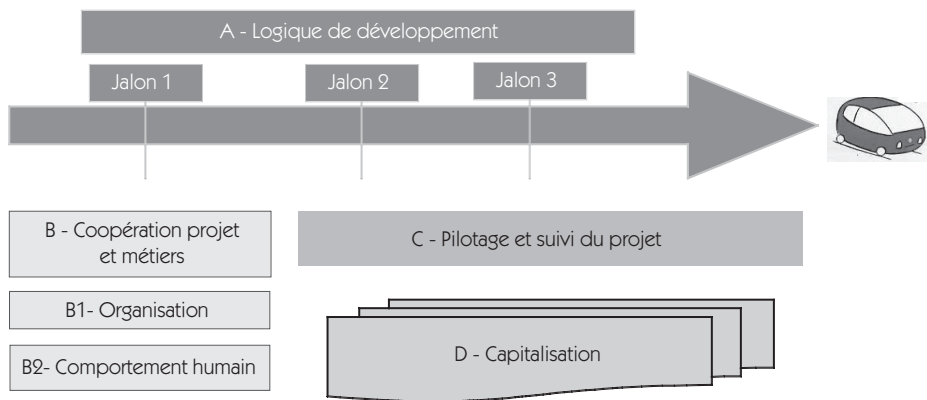 A - Logique de développement
Jalon 1
Jalon 2
Jalon 3
B - Coopération projet
et métiers
C - Pilotage et suivi du projet
B1- Organisation
B2- Comportement humain
D - Capitalisation